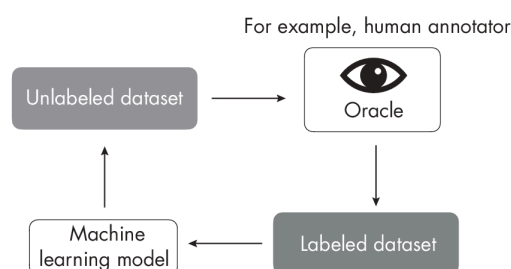 For example, human annotator
Unlabeled dataset
Oracle
Machine
learning model
Labeled dataset